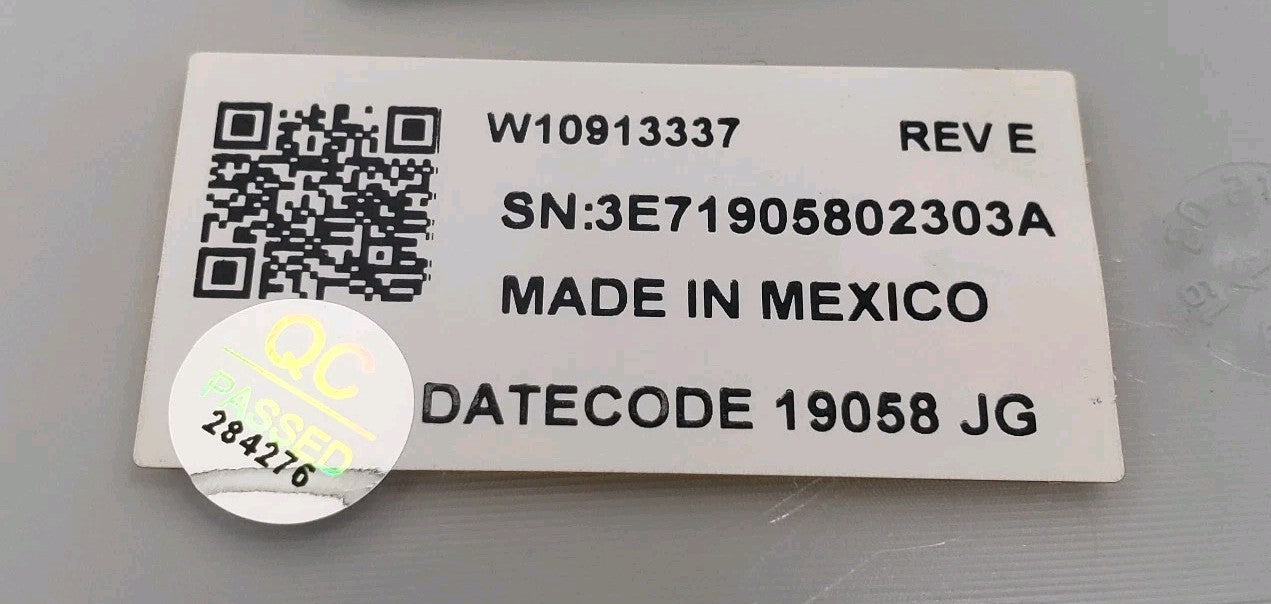 W10913337 REV E
SN:3E71905802303A
MADE IN MEXICO
DATECODE 19058 JG
QC
PASSED
284276